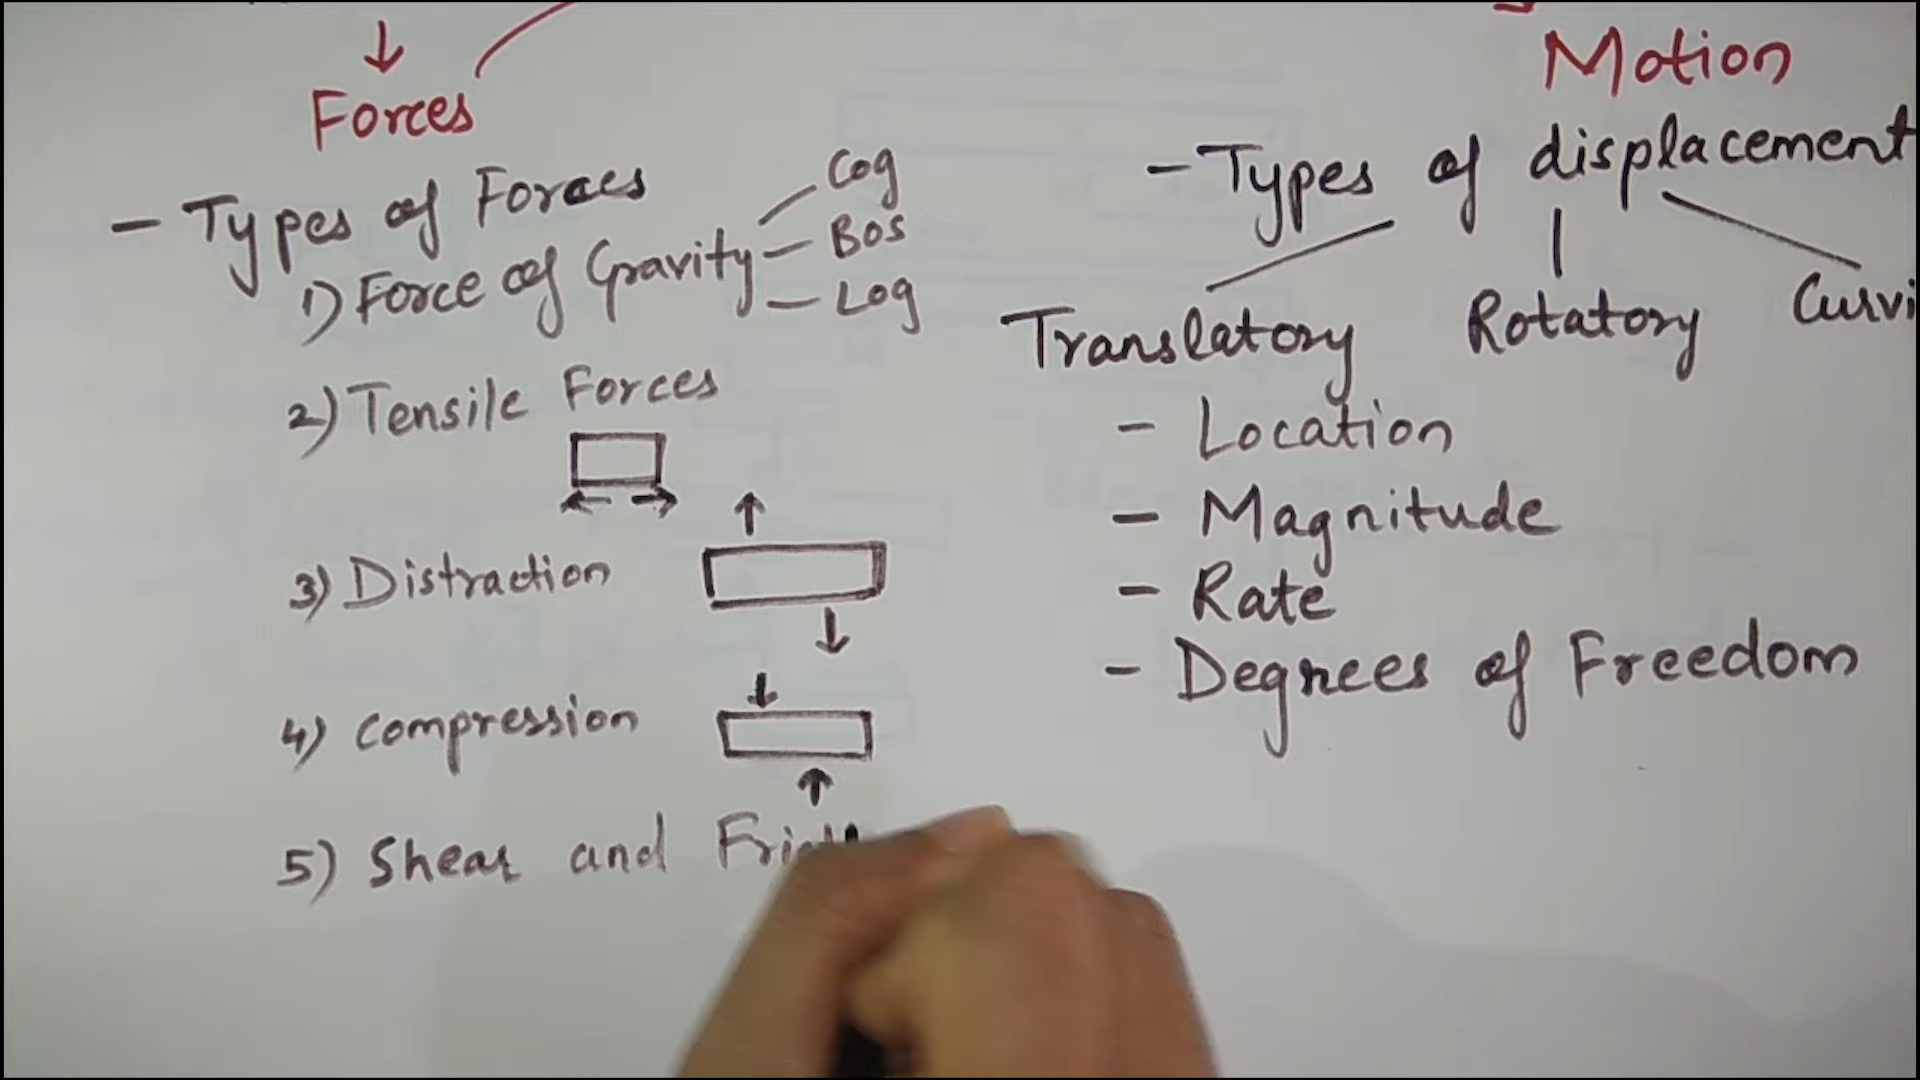 Forces
- Types of Forces
1) Force of Gravity - Cog
- Bos
- Log
2) Tensile Forces
3) Distraction
4) Compression
5) Shear and
Motion
- Types of displacement
Translatory Rotatory Curvi
- Location
- Magnitude
- Rate
- Degrees of Freedom